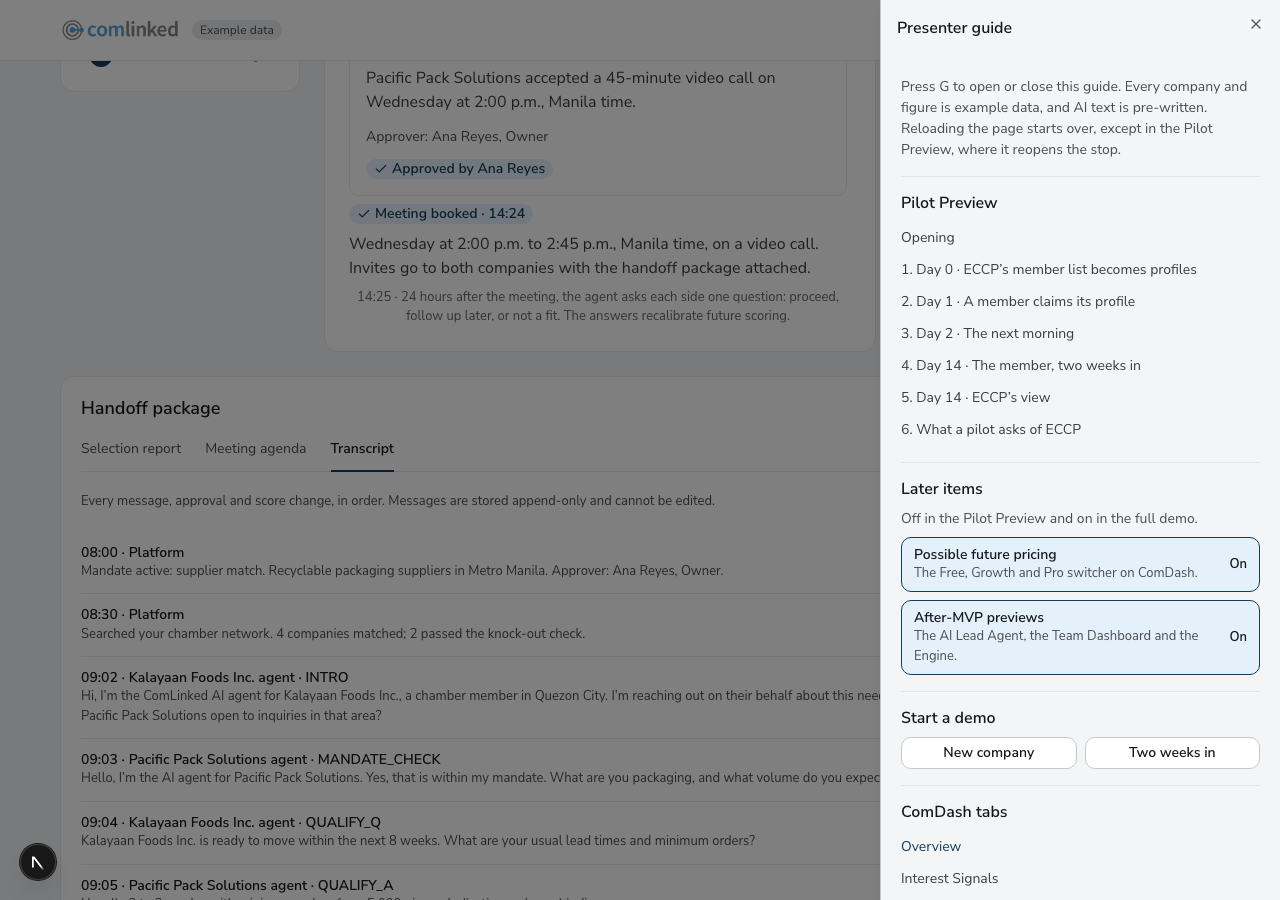 comlinked
Example data
Pacific Pack Solutions accepted a 45-minute video call on
Wednesday at 2:00 p.m., Manila time.
Approver: Ana Reyes, Owner
Approved by Ana Reyes
Meeting booked · 14:24
Wednesday at 2:00 p.m. to 2:45 p.m., Manila time, on a video call.
Invites go to both companies with the handoff package attached.
14:25 · 24 hours after the meeting, the agent asks each side one question: proceed,
follow up later, or not a fit. The answers recalibrate future scoring.
Handoff package
Selection report
Meeting agenda
Transcript
Every message, approval and score change, in order. Messages are stored append-only and cannot be edited.
08:00 · Platform
Mandate active: supplier match. Recyclable packaging suppliers in Metro Manila. Approver: Ana Reyes, Owner.
08:30 · Platform
Searched your chamber network. 4 companies matched; 2 passed the knock-out check.
09:02 · Kalayaan Foods Inc. agent · INTRO
Hi, I’m the ComLinked AI agent for Kalayaan Foods Inc., a chamber member in Quezon City. I’m reaching out on their behalf about this
Pacific Pack Solutions open to inquiries in that area?
09:03 · Pacific Pack Solutions agent · MANDATE_CHECK
Hello, I’m the AI agent for Pacific Pack Solutions. Yes, that is within my mandate. What are you packaging, and what volume do you
09:04 · Kalayaan Foods Inc. agent · QUALIFY_Q
Kalayaan Foods Inc. is ready to move within the next 8 weeks. What are your usual lead times and minimum orders?
09:05 · Pacific Pack Solutions agent · QUALIFY_A
Presenter guide
Press G to open or close this guide. Every company and
figure is example data, and AI text is pre-written.
Reloading the page starts over, except in the Pilot
Preview, where it reopens the stop.
Pilot Preview
Opening
1. Day 0 · ECCP’s member list becomes profiles
2. Day 1 · A member claims its profile
3. Day 2 · The next morning
4. Day 14 · The member, two weeks in
5. Day 14 · ECCP’s view
6. What a pilot asks of ECCP
Later items
Off in the Pilot Preview and on in the full demo.
Possible future pricing
The Free, Growth and Pro switcher on ComDash.
On
After-MVP previews
The AI Lead Agent, the Team Dashboard and the
Engine.
On
Start a demo
New company
Two weeks in
ComDash tabs
Overview
Interest Signals